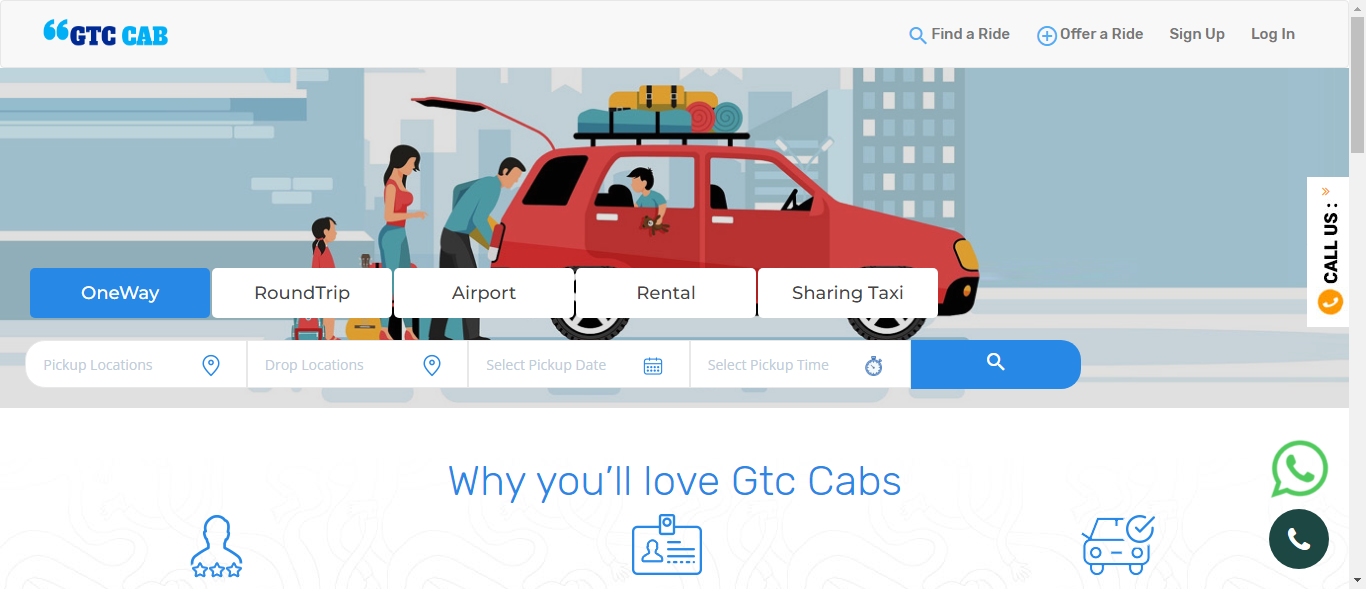 GTC CAB
Find a Ride
Offer a Ride
Sign Up
Log In
CALL US :
OneWay
RoundTrip
Airport
Rental
Sharing Taxi
Pickup Locations
Drop Locations
Select Pickup Date
Select Pickup Time
Why you’ll love Gtc Cabs